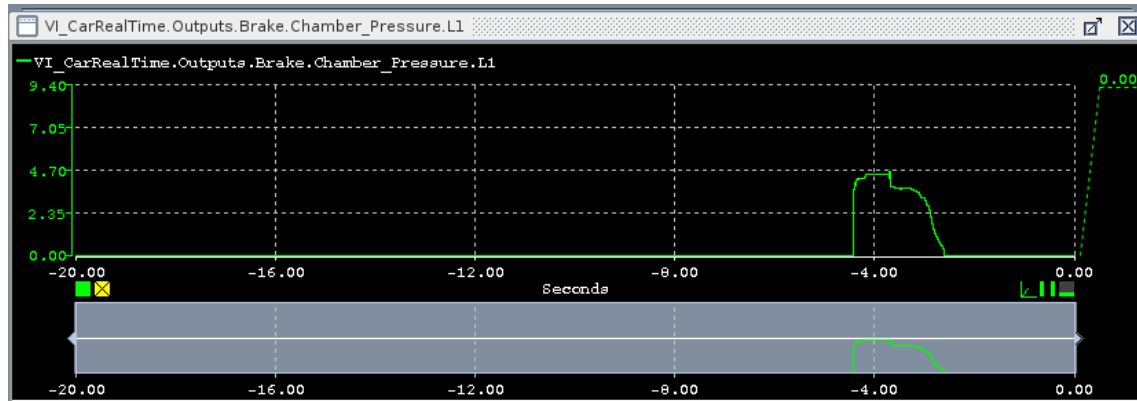 VI_CarRealTime.Outputs.Brake.Chamber_Pressure.L1
VI_CarRealTime.Outputs.Brake.Chamber_Pressure.L1
9.40
0.00
7.05
4.70
2.35
0.00
-20.00 -16.00 -12.00 -8.00 -4.00 0.00
Seconds
-20.00 -16.00 -12.00 -8.00 -4.00 0.00